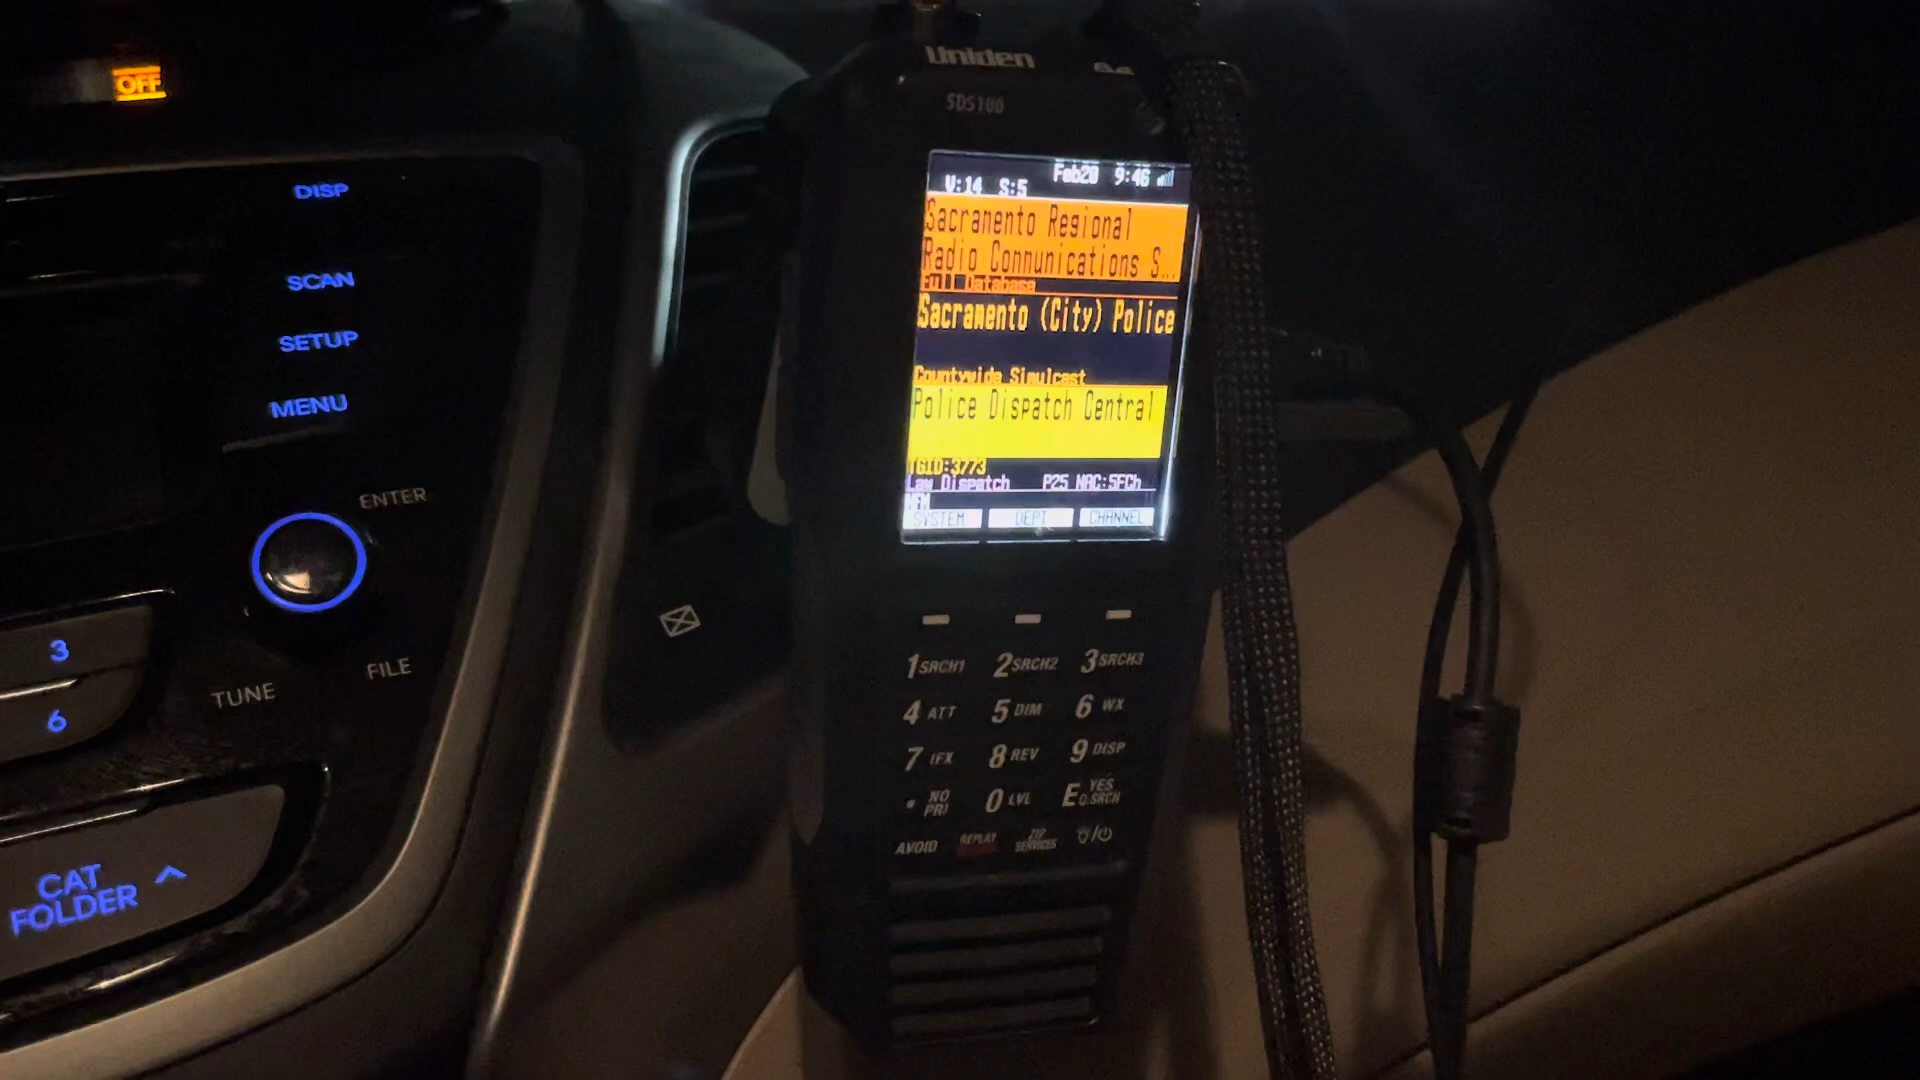 OFF
DISP
SCAN
SETUP
MENU
ENTER
TUNE
FILE
3
6
CAT
FOLDER
Uniden
SDS100
Feb20 9:46
V:14 S:5
Sacramento Regional
Radio Communications S...
Full Database
Sacramento (City) Police
Countywide Simulcast
Police Dispatch Central
TGID:3773
Law Dispatch P25 NAC:5FCh
NFM
SYSTEM DEPT CHANNEL
1 SRCH1 2 SRCH2 3 SRCH3
4 ATT 5 DIM 6 WX
7 IFX 8 REV 9 DISP
. NO PRI 0 LVL E YES Q.SRCH
AVOID REPLAY ZIP SERVICES